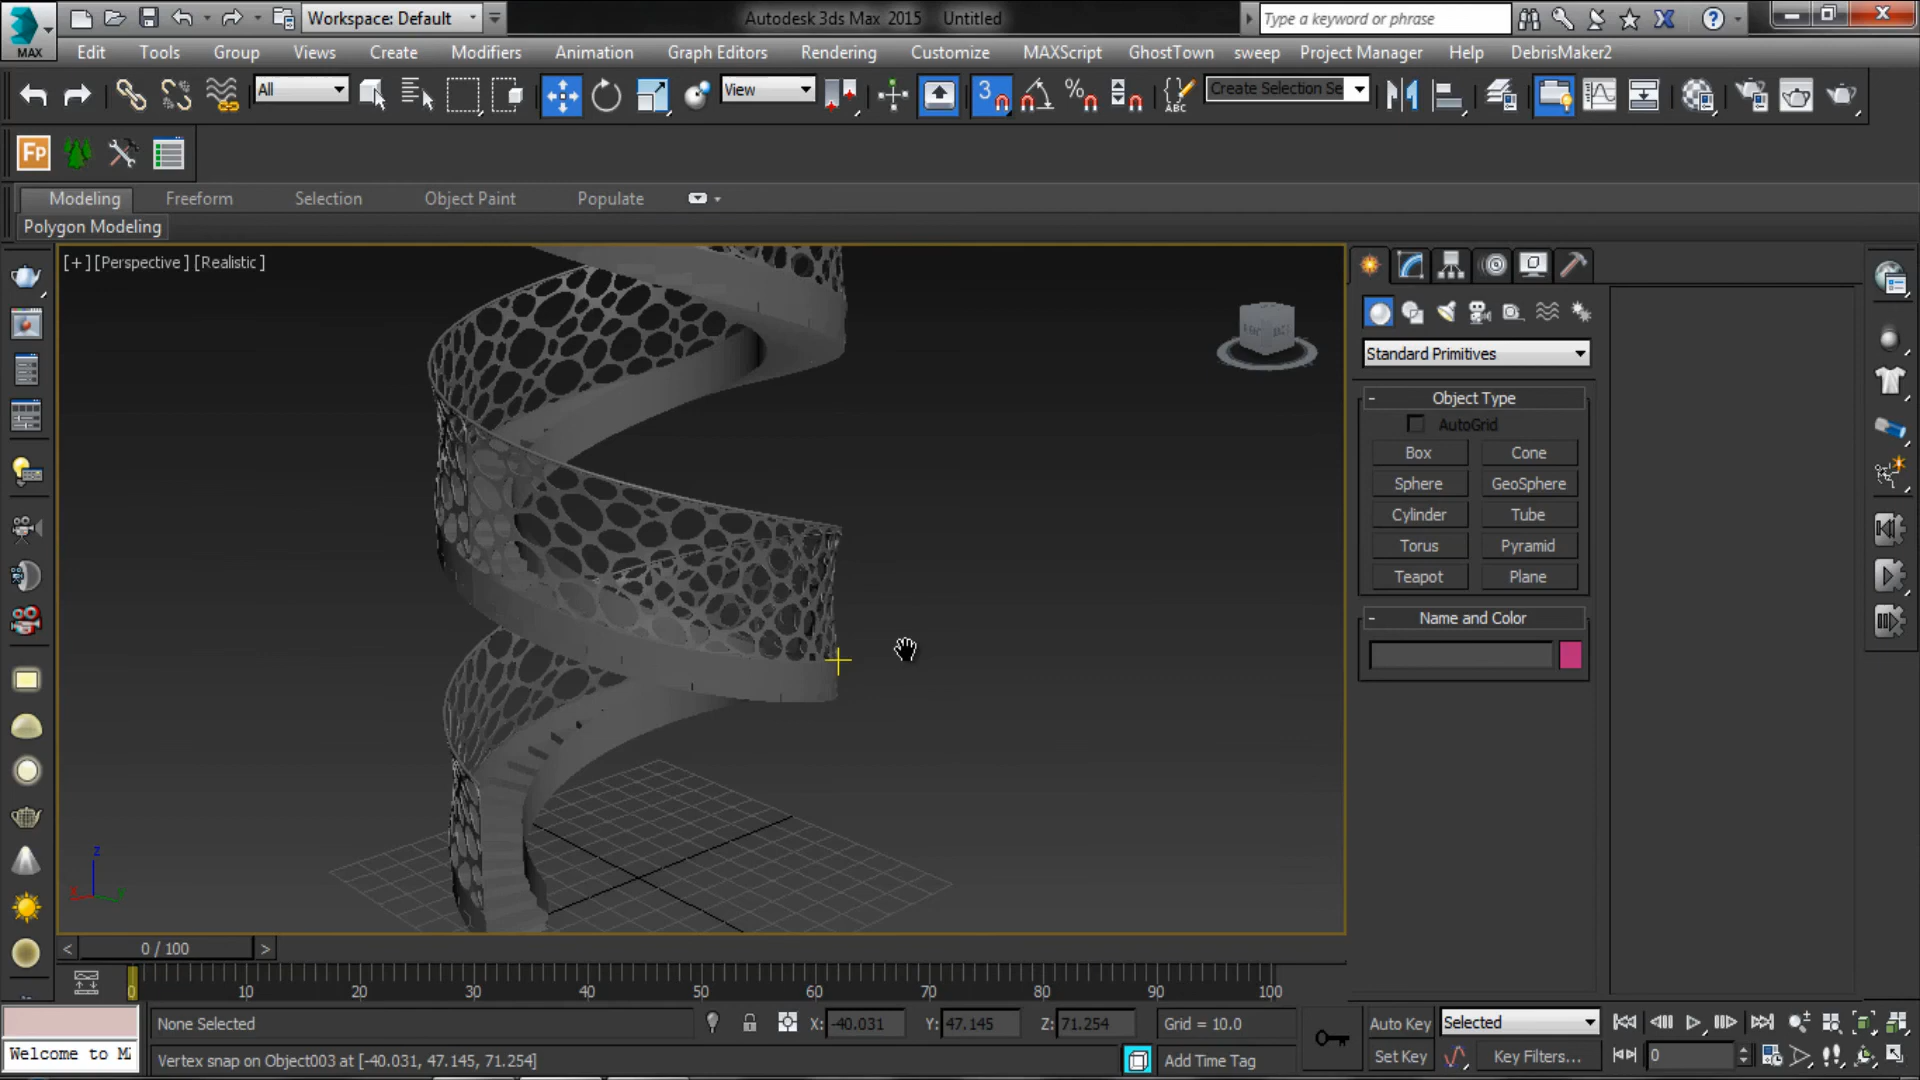 MAX
Workspace: Default
Autodesk 3ds Max 2015    Untitled
Type a keyword or phrase
Edit  Tools  Group  Views  Create  Modifiers  Animation  Graph Editors  Rendering  Customize  MAXScript  GhostTown  sweep  Project Manager  Help  DebrisMaker2
All
View
3
ABC
Create Selection Se
Fp
Modeling  Freeform  Selection  Object Paint  Populate
Polygon Modeling
[+] [Perspective] [Realistic]
Standard Primitives
- Object Type
AutoGrid
Box  Cone
Sphere  GeoSphere
Cylinder  Tube
Torus  Pyramid
Teapot  Plane
- Name and Color
z
< 0 / 100 >
0  10  20  30  40  50  60  70  80  90  100
None Selected
X: -40.031  Y: 47.145  Z: 71.254
Grid = 10.0
Auto Key
Selected
Welcome to M
Vertex snap on Object003 at [-40.031, 47.145, 71.254]
Add Time Tag
Set Key
Key Filters...
0